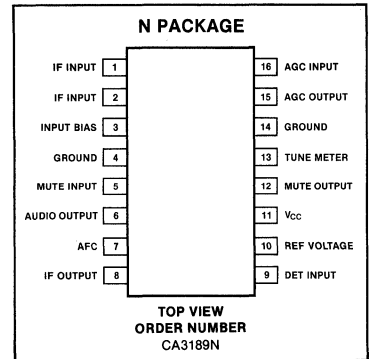 N PACKAGE
IF INPUT 1
IF INPUT 2
INPUT BIAS 3
GROUND 4
MUTE INPUT 5
AUDIO OUTPUT 6
AFC 7
IF OUTPUT 8
16 AGC INPUT
15 AGC OUTPUT
14 GROUND
13 TUNE METER
12 MUTE OUTPUT
11 VCC
10 REF VOLTAGE
9 DET INPUT
TOP VIEW
ORDER NUMBER
CA3189N